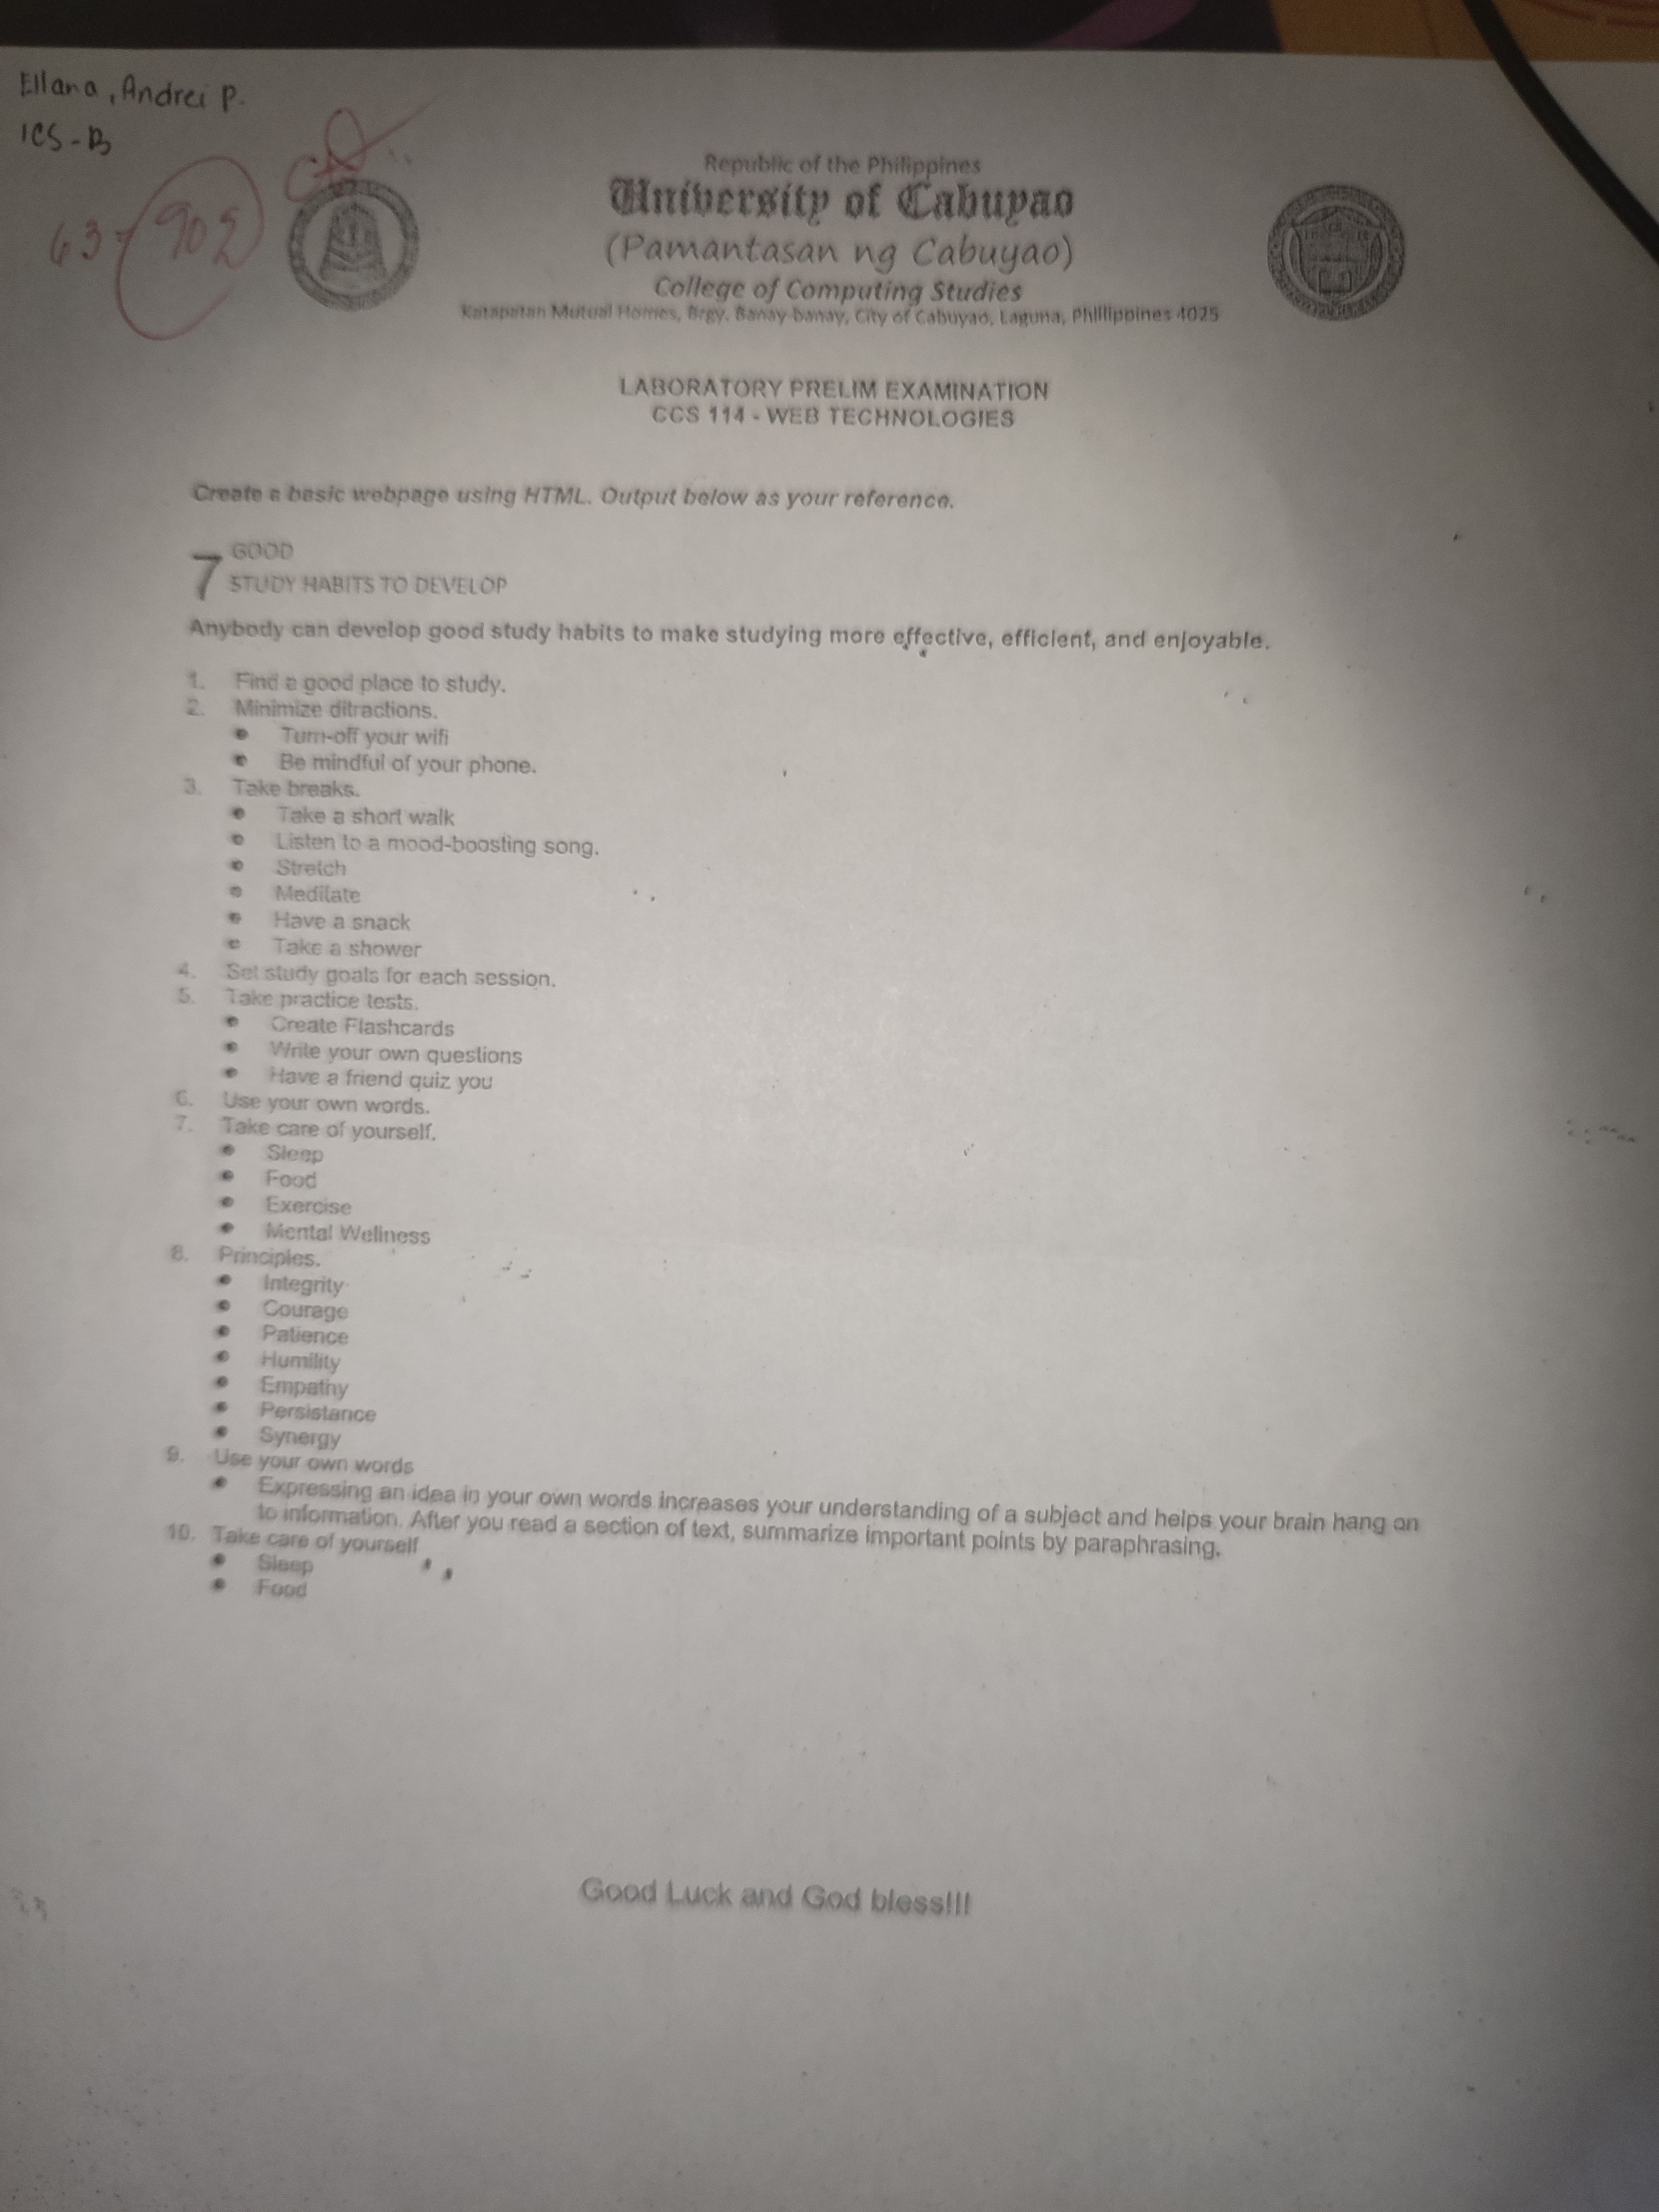 Ellana, Andrei P.
1CS-B
63 902
Republic of the Philippines
University of Cabuyao
(Pamantasan ng Cabuyao)
College of Computing Studies
Katapatan Mutual Homes, Brgy. Banay-banay, City of Cabuyao, Laguna, Phillippines 4025
LABORATORY PRELIM EXAMINATION
CCS 114 - WEB TECHNOLOGIES
Create a basic webpage using HTML. Output below as your reference.
GOOD
7 STUDY HABITS TO DEVELOP
Anybody can develop good study habits to make studying more effective, efficient, and enjoyable.
1. Find a good place to study.
2. Minimize ditractions.
• Turn-off your wifi
• Be mindful of your phone.
3. Take breaks.
• Take a short walk
• Listen to a mood-boosting song.
• Stretch
• Meditate
• Have a snack
• Take a shower
4. Set study goals for each session.
5. Take practice tests.
• Create Flashcards
• Write your own questions
• Have a friend quiz you
6. Use your own words.
7. Take care of yourself.
• Sleep
• Food
• Exercise
• Mental Wellness
8. Principles.
• Integrity
• Courage
• Patience
• Humility
• Empathy
• Persistance
• Synergy
9. Use your own words
• Expressing an idea in your own words increases your understanding of a subject and helps your brain hang on
to information. After you read a section of text, summarize important points by paraphrasing.
10. Take care of yourself
• Sleep
• Food
Good Luck and God bless!!!